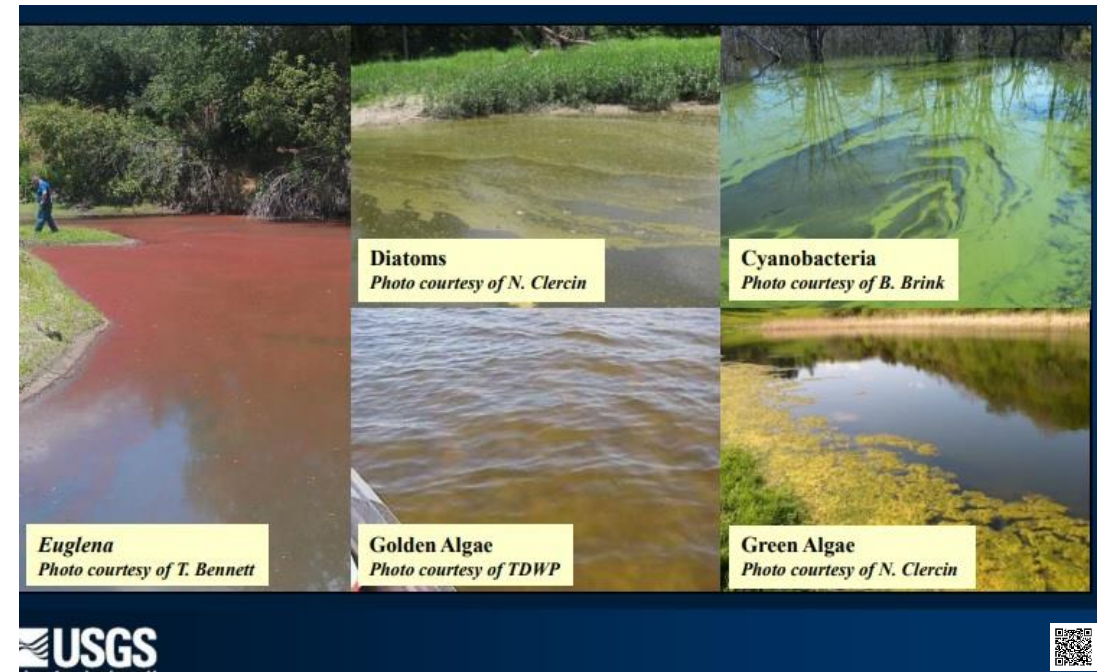 Diatoms
Photo courtesy of N. Clercin
Cyanobacteria
Photo courtesy of B. Brink
Euglena
Photo courtesy of T. Bennett
Golden Algae
Photo courtesy of TDWP
Green Algae
Photo courtesy of N. Clercin
USGS